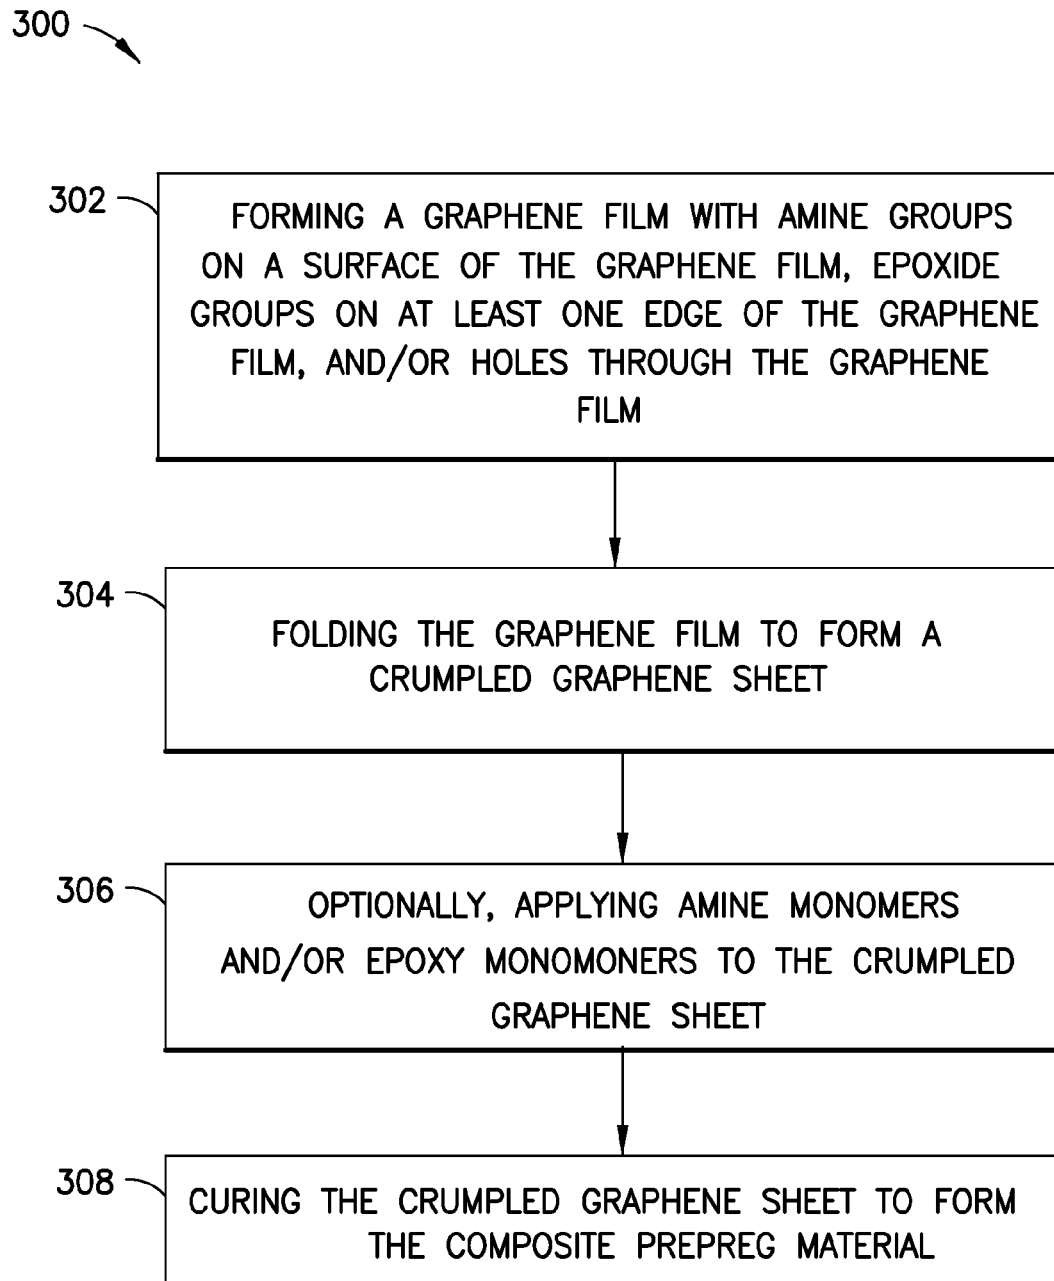 300
302
FORMING A GRAPHENE FILM WITH AMINE GROUPS
ON A SURFACE OF THE GRAPHENE FILM, EPOXIDE
GROUPS ON AT LEAST ONE EDGE OF THE GRAPHENE
FILM, AND/OR HOLES THROUGH THE GRAPHENE
FILM
304
FOLDING THE GRAPHENE FILM TO FORM A
CRUMPLED GRAPHENE SHEET
306
OPTIONALLY, APPLYING AMINE MONOMERS
AND/OR EPOXY MONOMONERS TO THE CRUMPLED
GRAPHENE SHEET
308
CURING THE CRUMPLED GRAPHENE SHEET TO FORM
THE COMPOSITE PREPREG MATERIAL